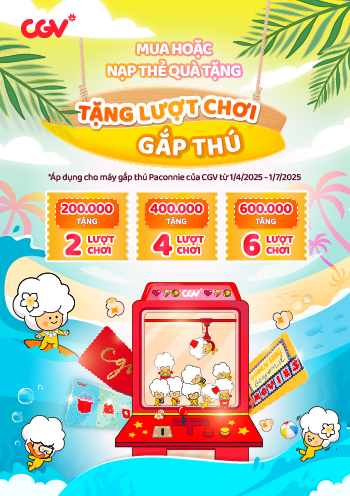 CGV*
MUA HOẶC
NẠP THẺ QUÀ TẶNG
TẶNG LƯỢT CHƠI
GẮP THÚ
*Áp dụng cho máy gắp thú Paconnie của CGV từ 1/4/2025 - 1/7/2025
200.000
TẶNG
2 LƯỢT CHƠI
400.000
TẶNG
4 LƯỢT CHƠI
600.000
TẶNG
6 LƯỢT CHƠI
CGV
CGV
MOVIES